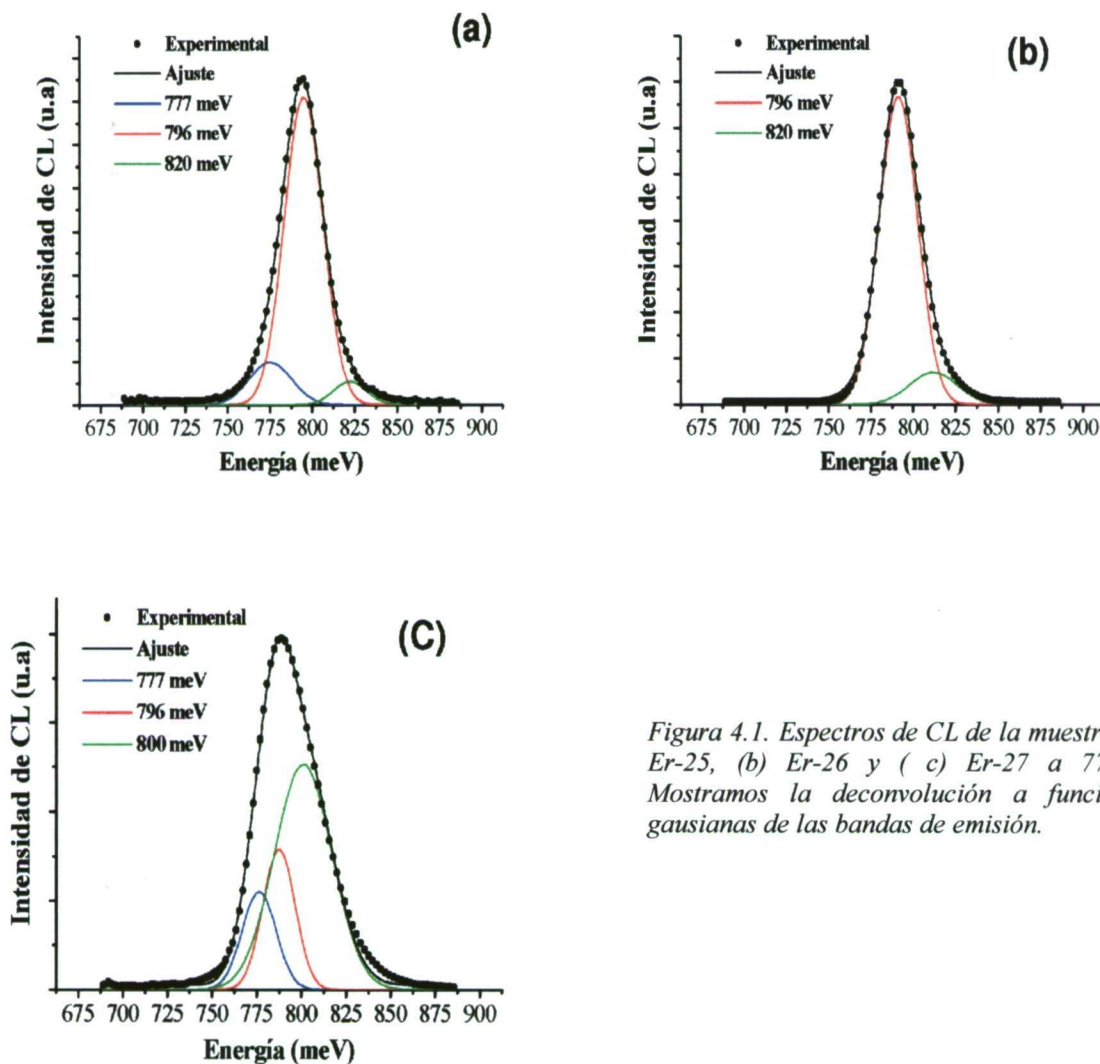 (a)
Experimental
Ajuste
777 meV
796 meV
820 meV
Intensidad de CL (u.a)
675 700 725 750 775 800 825 850 875 900
Energía (meV)
(b)
Experimental
Ajuste
796 meV
820 meV
Intensidad de CL (u.a)
675 700 725 750 775 800 825 850 875 900
Energía (meV)
(C)
Experimental
Ajuste
777 meV
796 meV
800 meV
Intensidad de CL (u.a)
675 700 725 750 775 800 825 850 875 900
Energía (meV)
Figura 4.1. Espectros de CL de la muestr
Er-25, (b) Er-26 y ( c) Er-27 a 77
Mostramos la deconvolución a funci
gausianas de las bandas de emisión.